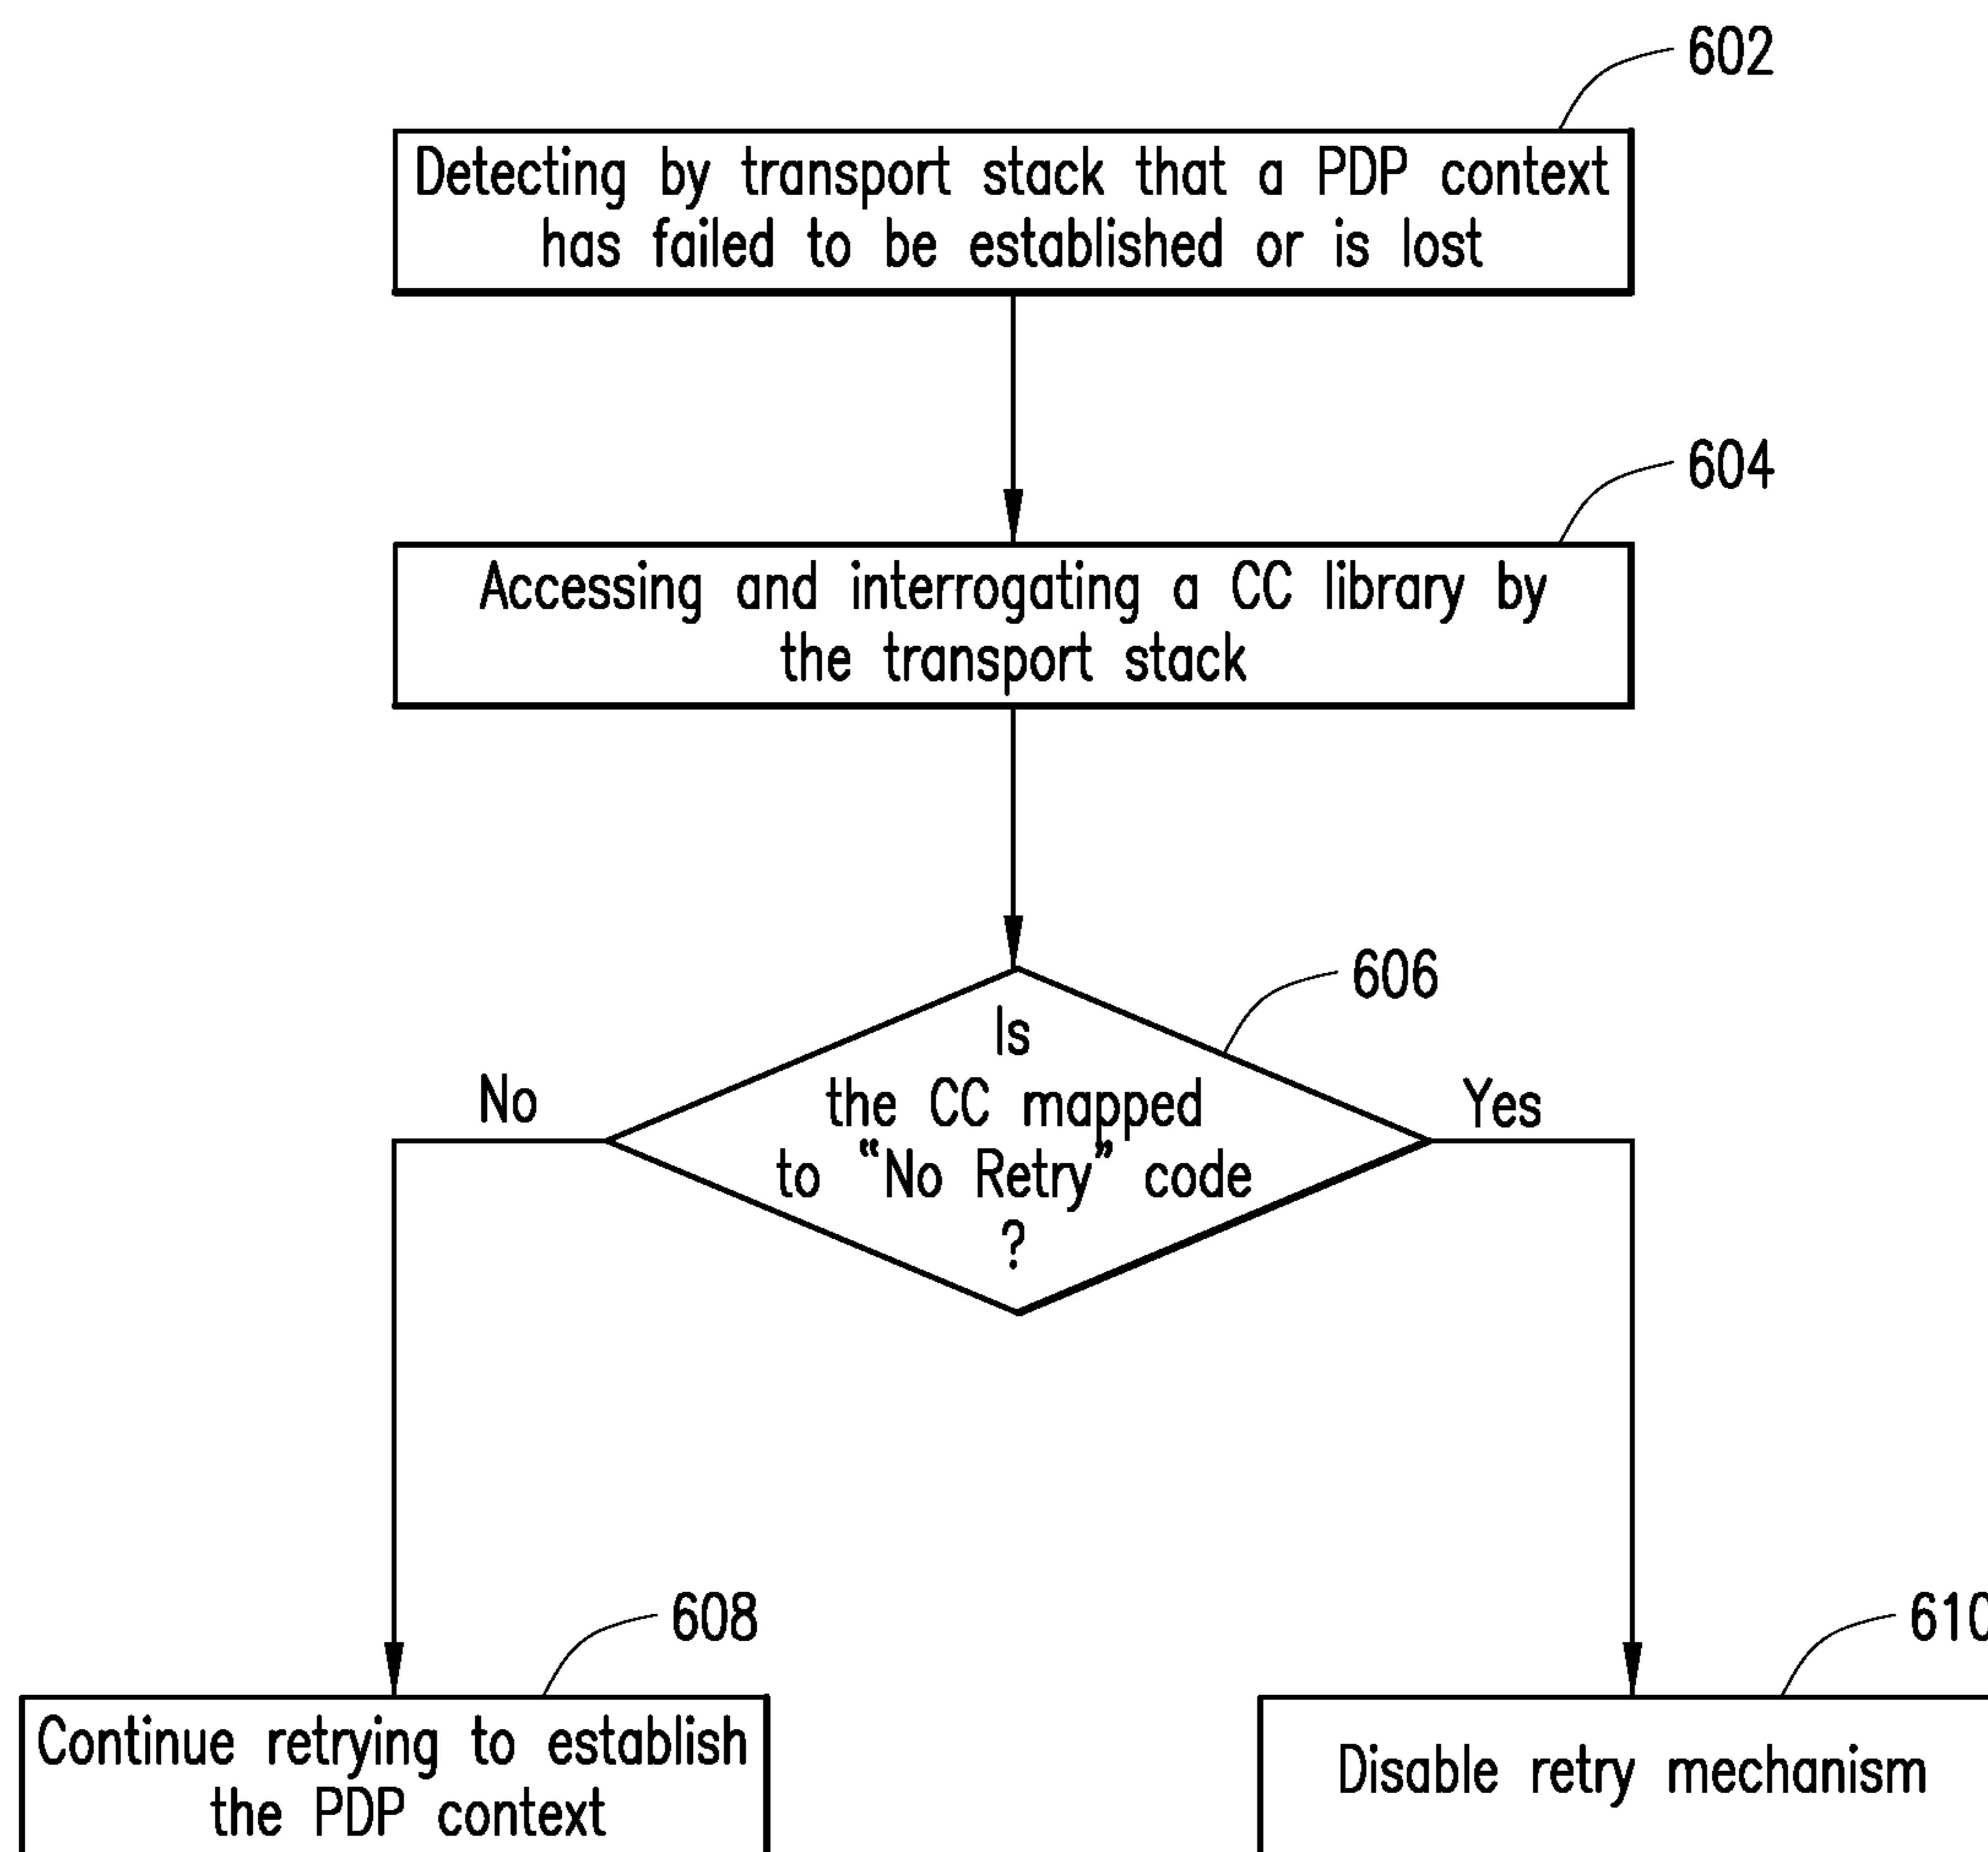 602
Detecting by transport stack that a PDP context
has failed to be established or is lost
604
Accessing and interrogating a CC library by
the transport stack
606
Is
the CC mapped
to “No Retry” code
?
No
Yes
608
610
Continue retrying to establish
the PDP context
Disable retry mechanism